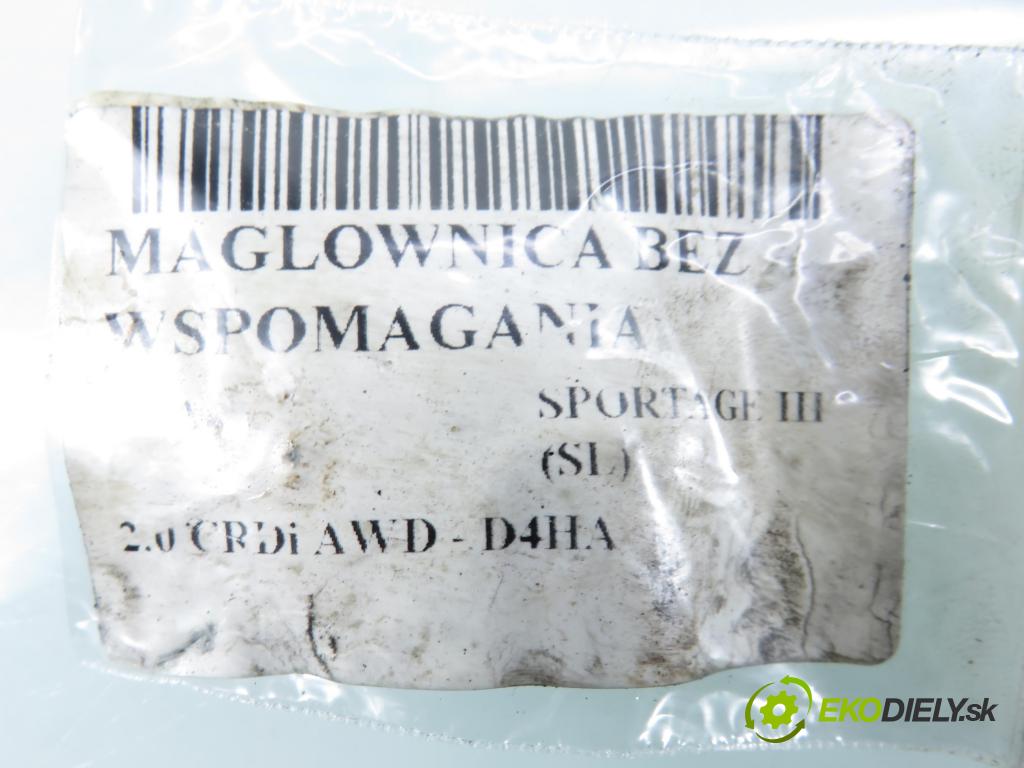 MAGLOWNICA BEZ
WSPOMAGANIA
SPORTAGE III
(SL)
2.0 CRDi AWD - D4HA
EKODIELY.sk